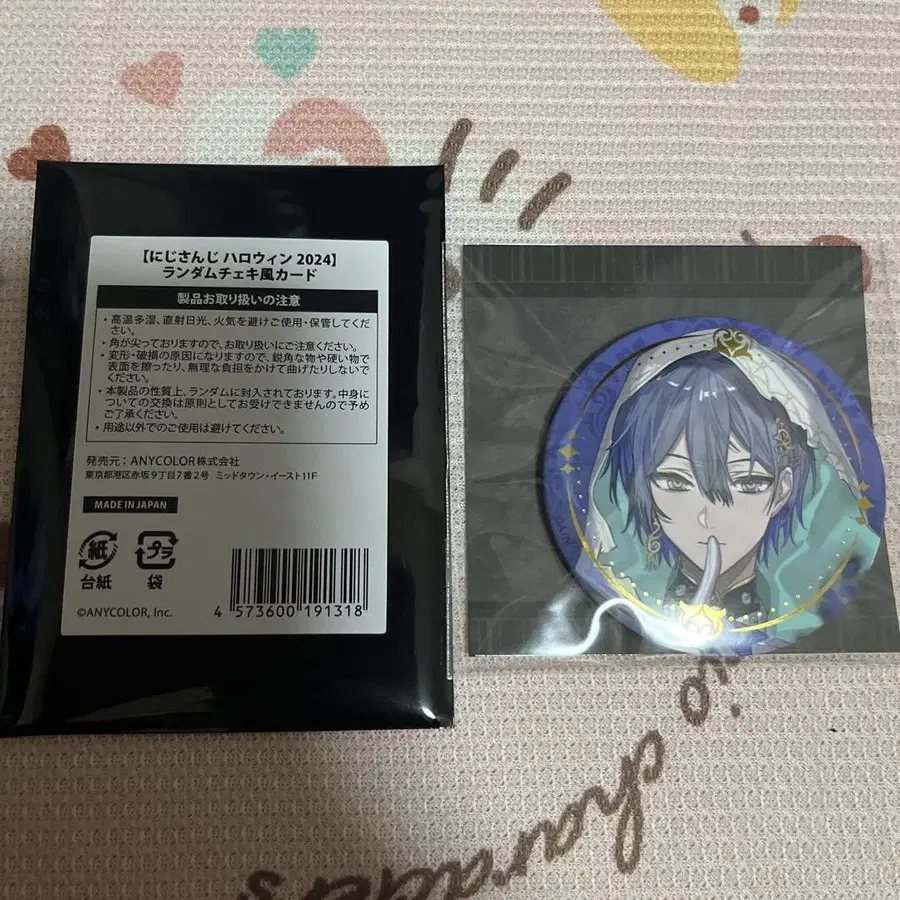 【にじさんじ ハロウィン 2024】
ランダムチェキ風カード
製品お取り扱いの注意
・高温多湿、直射日光、火気を避けご使用・保管してくだ
さい。
・角が尖っておりますので、お取り扱いにご注意ください。
・変形・破損の原因になりますので、鋭角な物や硬い物で
表面を擦ったり、無理な負担をかけて曲げたりしないで
ください。
・本製品の性質上、ランダムに封入されております。中身
についての交換は原則としてお受けできませんので予め
ご了承ください。
・用途以外でのご使用は避けてください。
発売元：ANYCOLOR株式会社
東京都港区赤坂9丁目7番2号 ミッドタウン・イースト11F
MADE IN JAPAN
紙
台紙
プラ
袋
4 573600 191318
©ANYCOLOR, Inc.
characters